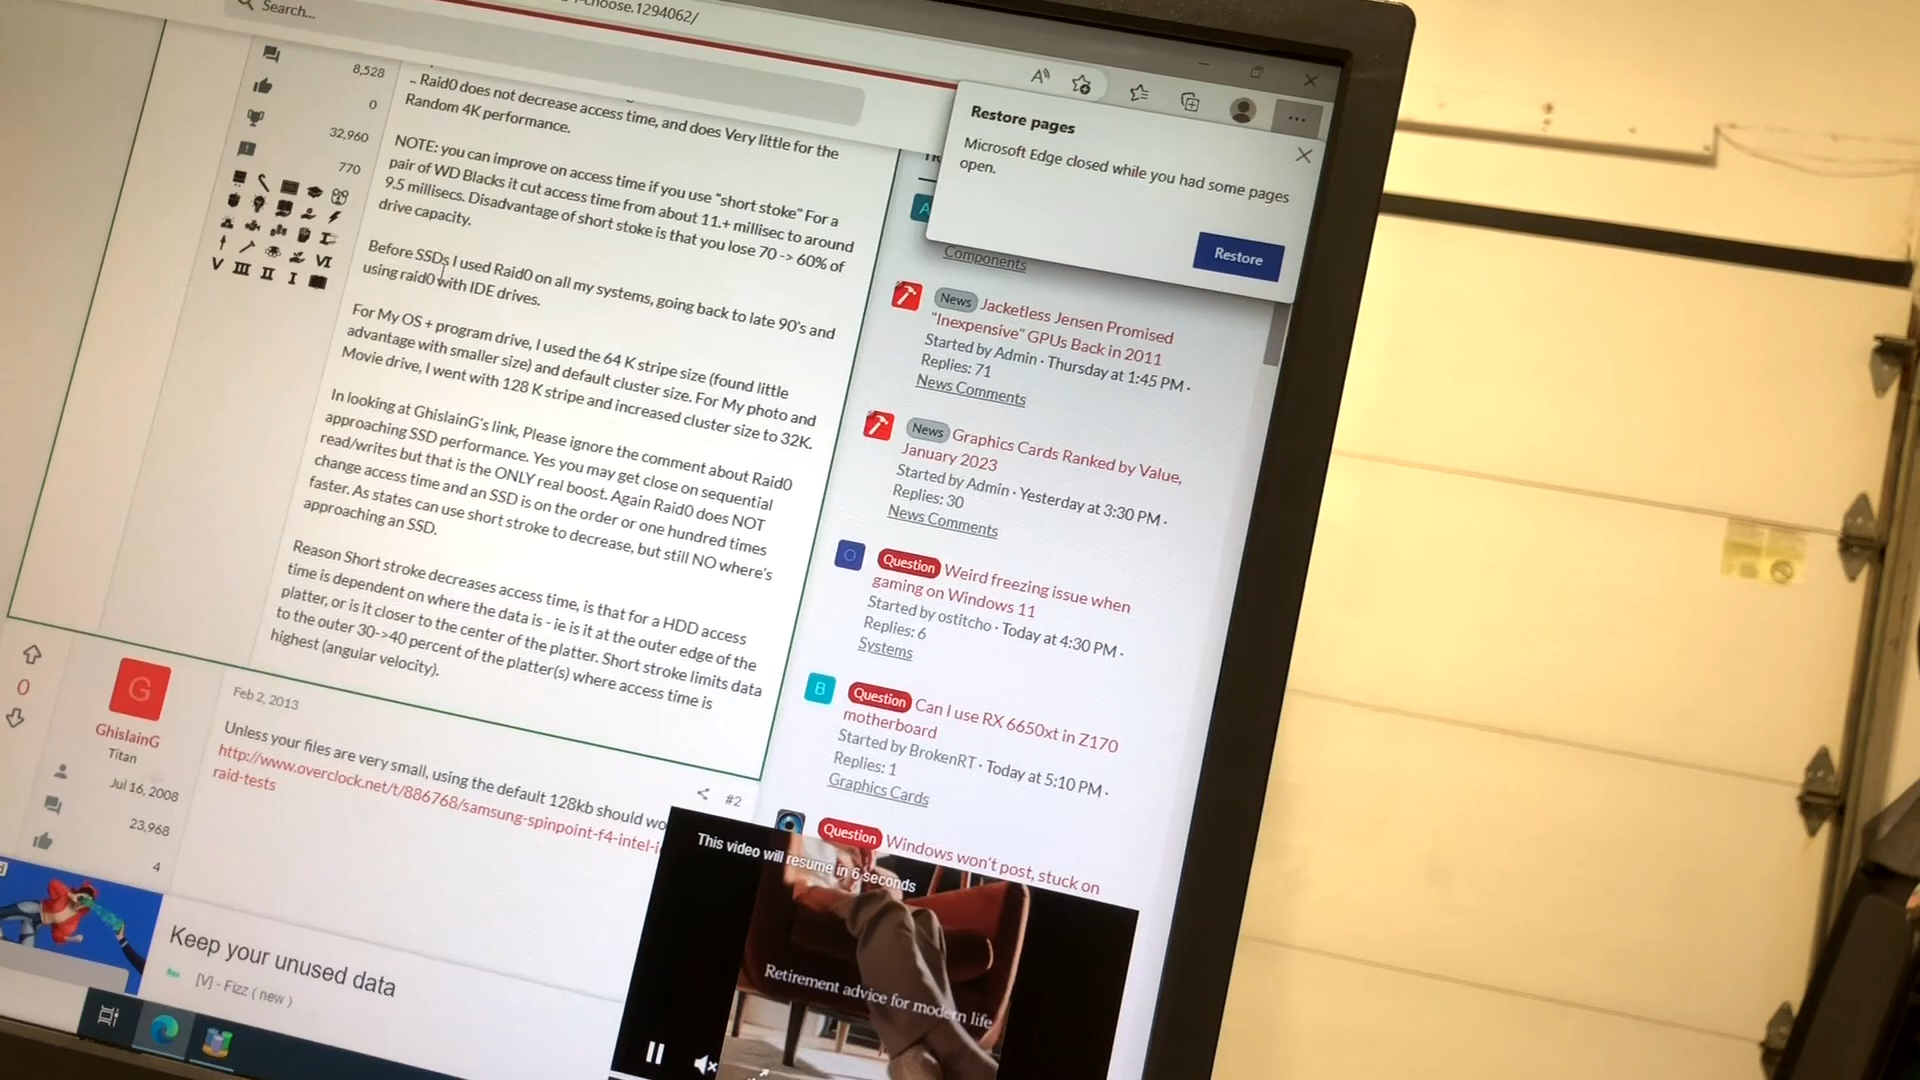 -choose.1294062/
Search...
8,528
0
32,960
770
.. Raid0 does not decrease access time, and does Very little for the
Random 4K performance.
NOTE: you can improve on access time if you use "short stoke" For a
pair of WD Blacks it cut access time from about 11.+ millisec to around
9.5 millisecs. Disadvantage of short stoke is that you lose 70 -> 60% of
drive capacity.
Before SSDs I used Raid0 on all my systems, going back to late 90's and
using raid0 with IDE drives.
For My OS + program drive, I used the 64 K stripe size (found little
advantage with smaller size) and default cluster size. For My photo and
Movie drive, I went with 128 K stripe and increased cluster size to 32K.
In looking at GhislainG's link, Please ignore the comment about Raid0
approaching SSD performance. Yes you may get close on sequential
read/writes but that is the ONLY real boost. Again Raid0 does NOT
change access time and an SSD is on the order or one hundred times
faster. As states can use short stroke to decrease, but still NO where's
approaching an SSD.
Reason Short stroke decreases access time, is that for a HDD access
time is dependent on where the data is - ie is it at the outer edge of the
platter, or is it closer to the center of the platter. Short stroke limits data
to the outer 30->40 percent of the platter(s) where access time is
highest (angular velocity).
0
G
GhislainG
Titan
Jul 16, 2008
23,968
4
Feb 2, 2013
#2
Unless your files are very small, using the default 128kb should wo
http://www.overclock.net/t/886768/samsung-spinpoint-f4-intel-i
raid-tests
Keep your unused data
[V] - Fizz ( new )
Restore pages
Microsoft Edge closed while you had some pages
open.
Restore
A
Components
News Jacketless Jensen Promised
"Inexpensive" GPUs Back in 2011
Started by Admin · Thursday at 1:45 PM ·
Replies: 71
News Comments
News Graphics Cards Ranked by Value,
January 2023
Started by Admin · Yesterday at 3:30 PM ·
Replies: 30
News Comments
O
Question Weird freezing issue when
gaming on Windows 11
Started by ostitcho · Today at 4:30 PM ·
Replies: 6
Systems
B
Question Can I use RX 6650xt in Z170
motherboard
Started by BrokenRT · Today at 5:10 PM ·
Replies: 1
Graphics Cards
Question Windows won't post, stuck on
This video will resume in 6 seconds
Retirement advice for modern life